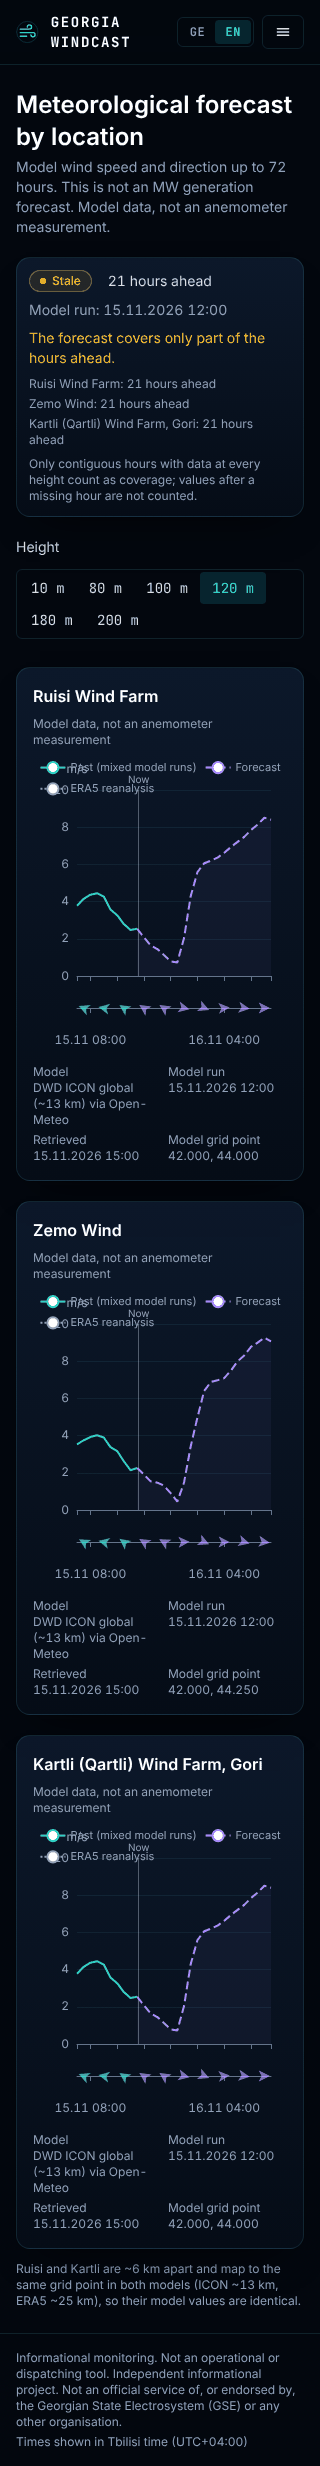 GEORGIA
WINDCAST
GE EN
Meteorological forecast
by location
Model wind speed and direction up to 72
hours. This is not an MW generation
forecast. Model data, not an anemometer
measurement.
Stale 21 hours ahead
Model run: 15.11.2026 12:00
The forecast covers only part of the
hours ahead.
Ruisi Wind Farm: 21 hours ahead
Zemo Wind: 21 hours ahead
Kartli (Qartli) Wind Farm, Gori: 21 hours
ahead
Only contiguous hours with data at every
height count as coverage; values after a
missing hour are not counted.
Height
10 m 80 m 100 m 120 m
180 m 200 m
Ruisi Wind Farm
Model data, not an anemometer
measurement
m/s Past (mixed model runs) Forecast
Now
10 ERA5 reanalysis
8
6
4
2
0
15.11 08:00 16.11 04:00
Model Model run
DWD ICON global 15.11.2026 12:00
(~13 km) via Open-
Meteo
Retrieved Model grid point
15.11.2026 15:00 42.000, 44.000
Zemo Wind
Model data, not an anemometer
measurement
m/s Past (mixed model runs) Forecast
Now
10 ERA5 reanalysis
8
6
4
2
0
15.11 08:00 16.11 04:00
Model Model run
DWD ICON global 15.11.2026 12:00
(~13 km) via Open-
Meteo
Retrieved Model grid point
15.11.2026 15:00 42.000, 44.250
Kartli (Qartli) Wind Farm, Gori
Model data, not an anemometer
measurement
m/s Past (mixed model runs) Forecast
Now
10 ERA5 reanalysis
8
6
4
2
0
15.11 08:00 16.11 04:00
Model Model run
DWD ICON global 15.11.2026 12:00
(~13 km) via Open-
Meteo
Retrieved Model grid point
15.11.2026 15:00 42.000, 44.000
Ruisi and Kartli are ~6 km apart and map to the
same grid point in both models (ICON ~13 km,
ERA5 ~25 km), so their model values are identical.
Informational monitoring. Not an operational or
dispatching tool. Independent informational
project. Not an official service of, or endorsed by,
the Georgian State Electrosystem (GSE) or any
other organisation.
Times shown in Tbilisi time (UTC+04:00)